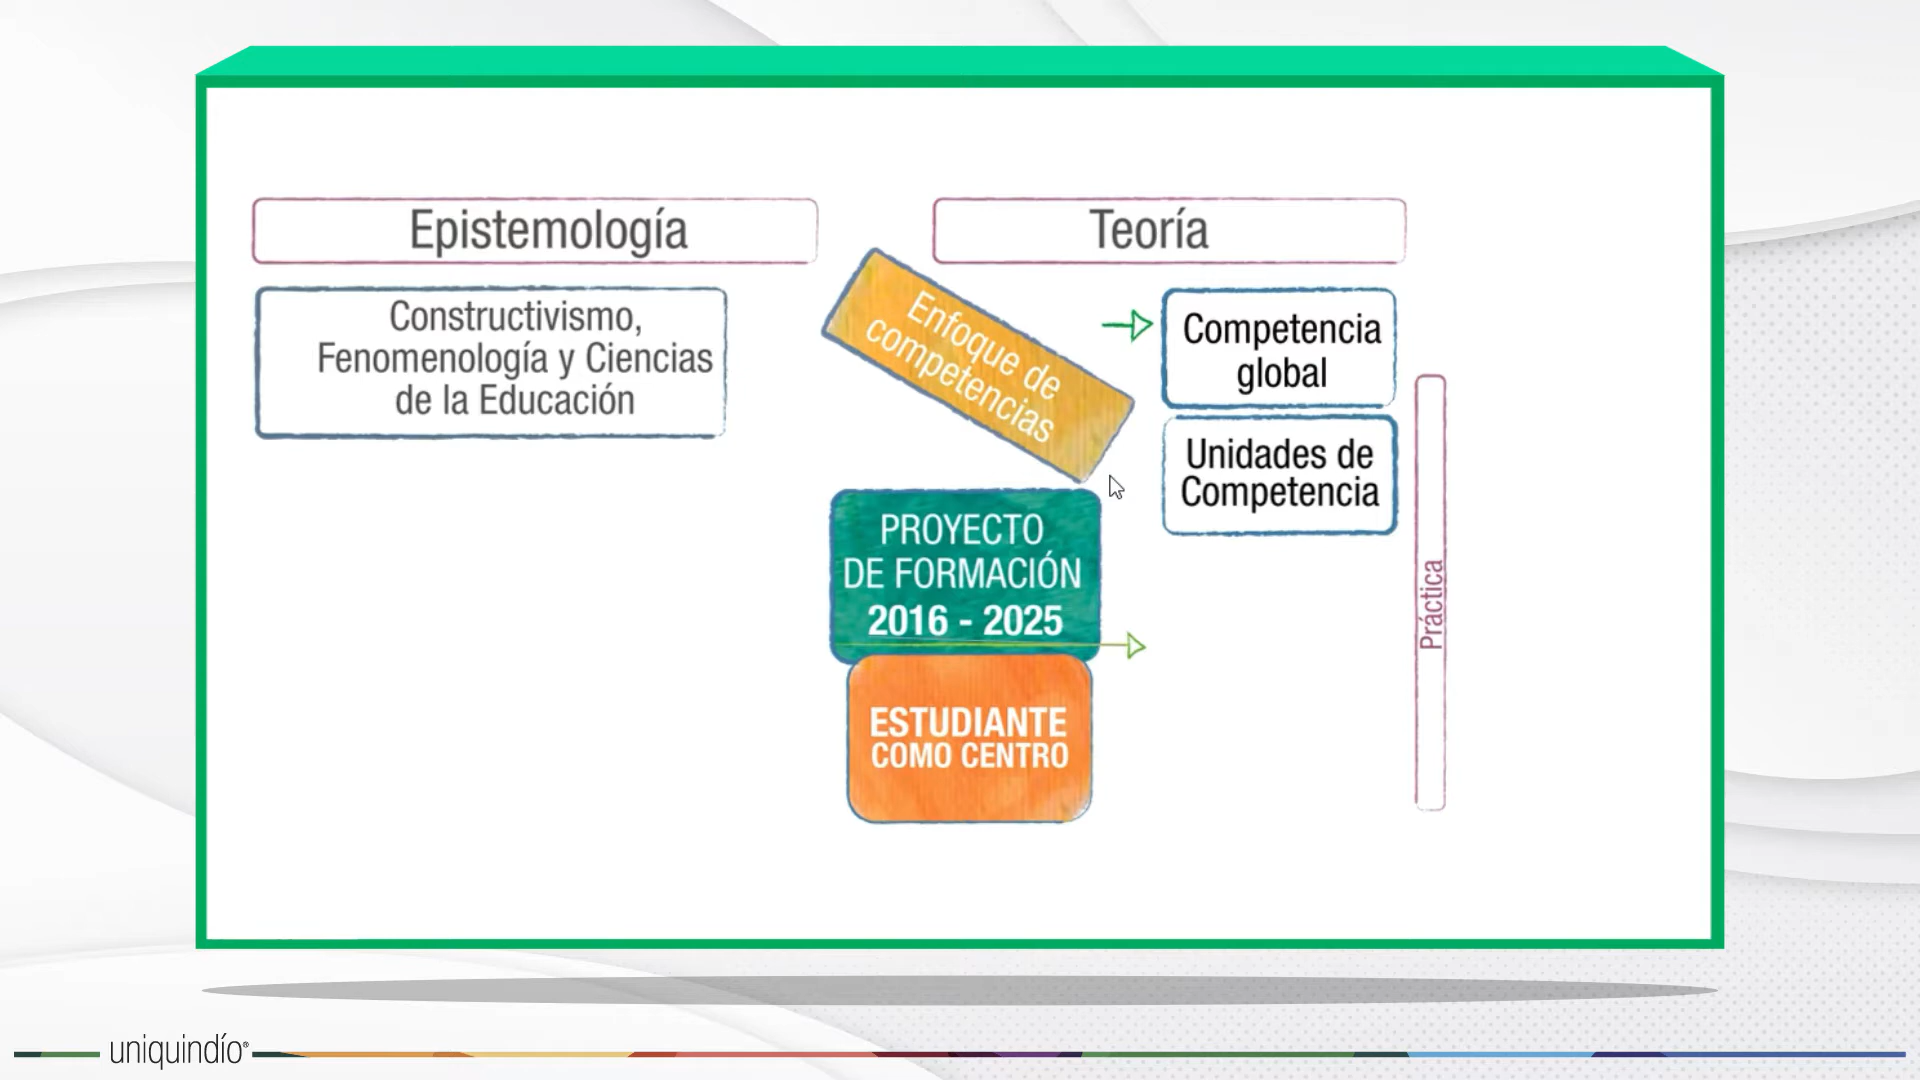 Epistemología
Teoría
Constructivismo,
Fenomenología y Ciencias
de la Educación
Enfoque de
competencias
Competencia
global
Unidades de
Competencia
PROYECTO
DE FORMACIÓN
2016 - 2025
Práctica
ESTUDIANTE
COMO CENTRO
uniquindío®